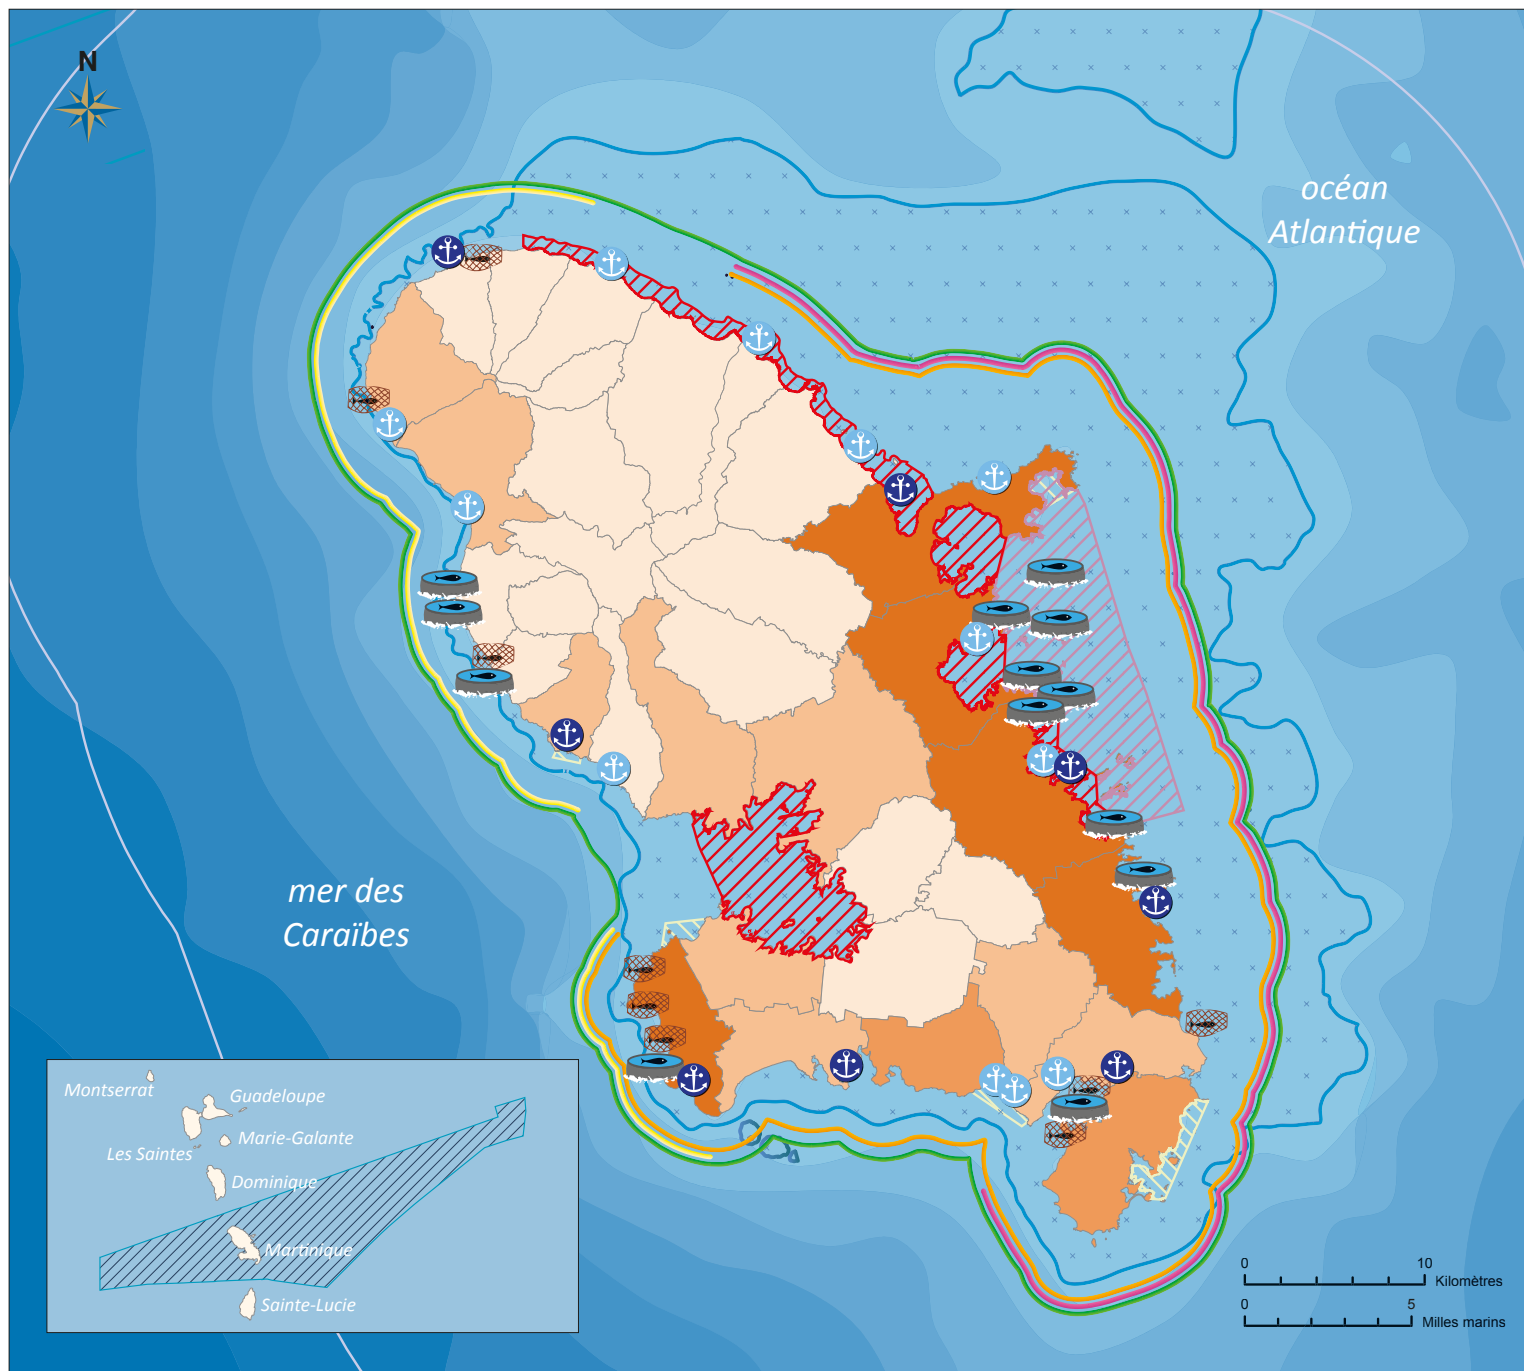 N
océan
Atlantique
mer des
Caraïbes
Montserrat
Guadeloupe
Marie-Galante
Les Saintes
Dominique
Martinique
Sainte-Lucie
0 10
Kilomètres
0 5
Milles marins